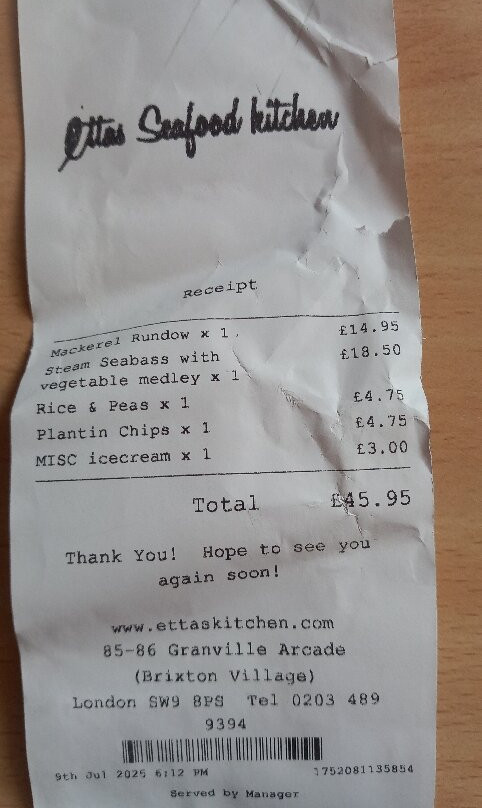 Ettas Seafood kitchen
Receipt
Mackerel Rundow x 1 £14.95
Steam Seabass with £18.50
vegetable medley x 1
Rice & Peas x 1 £4.75
Plantin Chips x 1 £4.75
MISC icecream x 1 £3.00
Total £45.95
Thank You! Hope to see you
again soon!
www.ettaskitchen.com
85-86 Granville Arcade
(Brixton Village)
London SW9 8PS Tel 0203 489
9394
9th Jul 2025 6:12 PM 1752081135854
Served by Manager